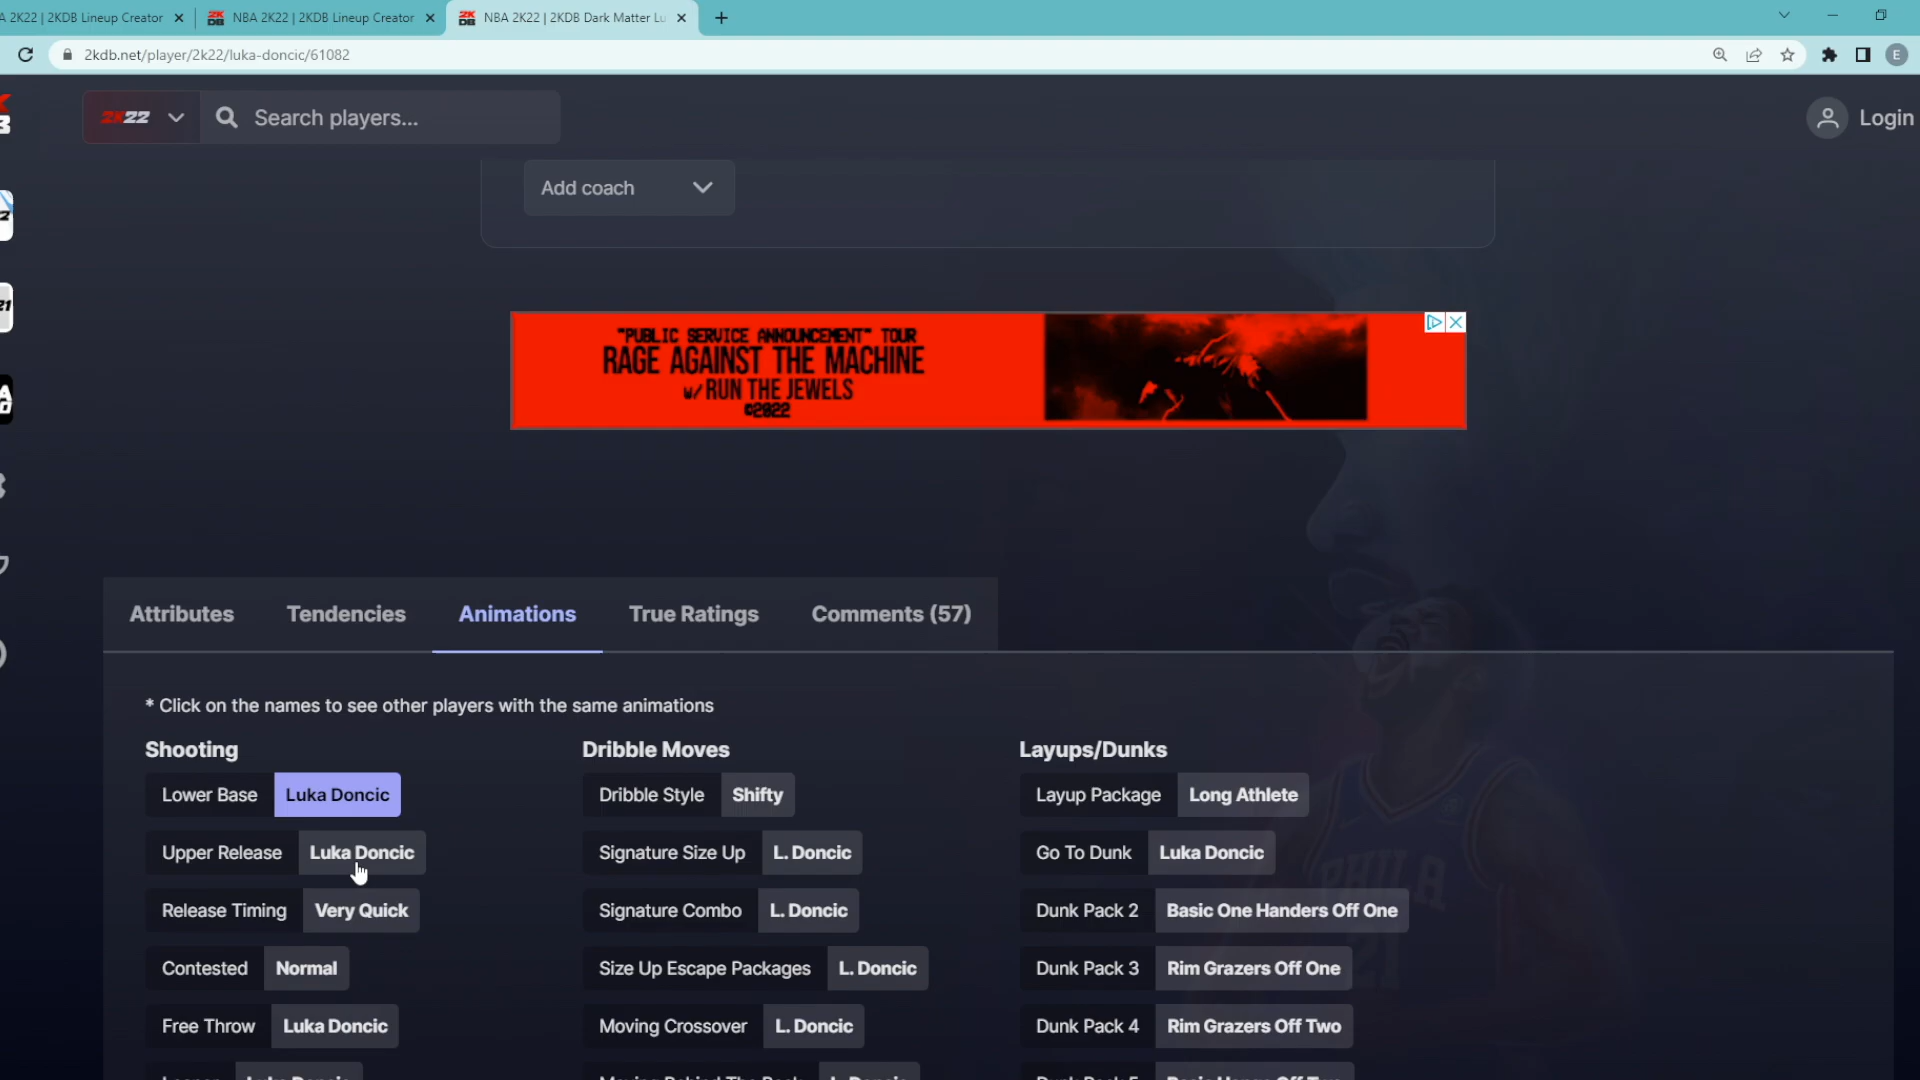 A 2K22 | 2KDB Lineup Creator
NBA 2K22 | 2KDB Lineup Creator
NBA 2K22 | 2KDB Dark Matter Lu
2kdb.net/player/2k22/luka-doncic/61082
E
2K22
Search players...
Login
Add coach
"PUBLIC SERVICE ANNOUNCEMENT" TOUR
RAGE AGAINST THE MACHINE
W/ RUN THE JEWELS
©2022
Attributes
Tendencies
Animations
True Ratings
Comments (57)
* Click on the names to see other players with the same animations
Shooting
Lower Base Luka Doncic
Upper Release Luka Doncic
Release Timing Very Quick
Contested Normal
Free Throw Luka Doncic
Dribble Moves
Dribble Style Shifty
Signature Size Up L. Doncic
Signature Combo L. Doncic
Size Up Escape Packages L. Doncic
Moving Crossover L. Doncic
Layups/Dunks
Layup Package Long Athlete
Go To Dunk Luka Doncic
Dunk Pack 2 Basic One Handers Off One
Dunk Pack 3 Rim Grazers Off One
Dunk Pack 4 Rim Grazers Off Two
PHILA
21